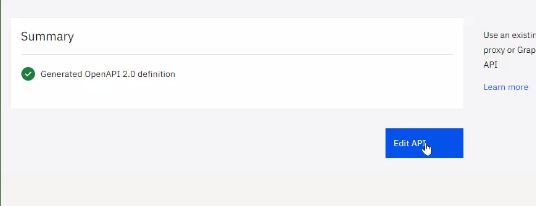 Summary
Generated OpenAPI 2.0 definition
Edit API
Use an existin
proxy or Grap
API
Learn more